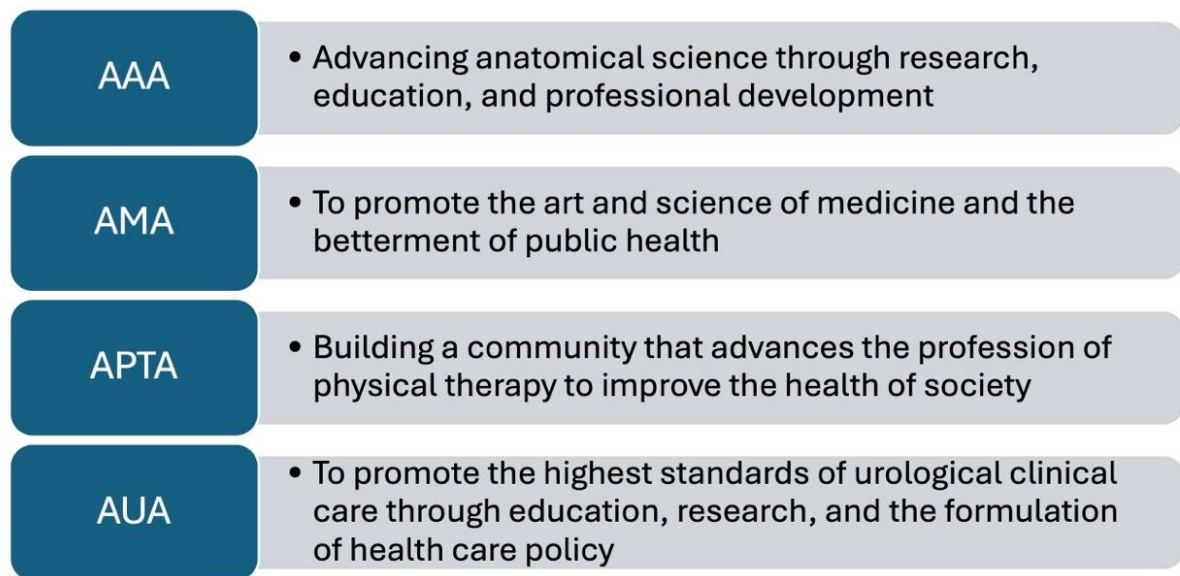 AAA
• Advancing anatomical science through research,
education, and professional development
AMA
• To promote the art and science of medicine and the
betterment of public health
APTA
• Building a community that advances the profession of
physical therapy to improve the health of society
AUA
• To promote the highest standards of urological clinical
care through education, research, and the formulation
of health care policy